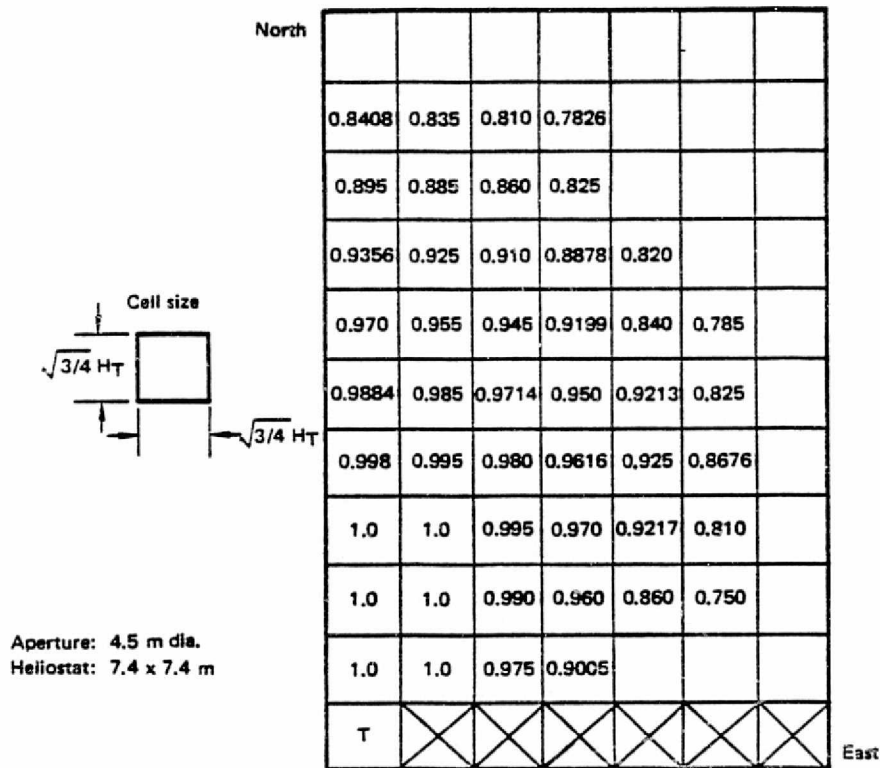 North
0.8408 0.835 0.810 0.7826
0.895 0.885 0.860 0.825
0.9356 0.925 0.910 0.8878 0.820
Cell size
0.970 0.955 0.945 0.9199 0.840 0.785
√3/4 HT
0.9884 0.985 0.9714 0.950 0.9213 0.825
√3/4 HT
0.998 0.995 0.980 0.9616 0.925 0.8676
1.0 1.0 0.995 0.970 0.9217 0.810
1.0 1.0 0.990 0.960 0.860 0.750
Aperture: 4.5 m dia.
Heliostat: 7.4 x 7.4 m
1.0 1.0 0.975 0.9005
T
East